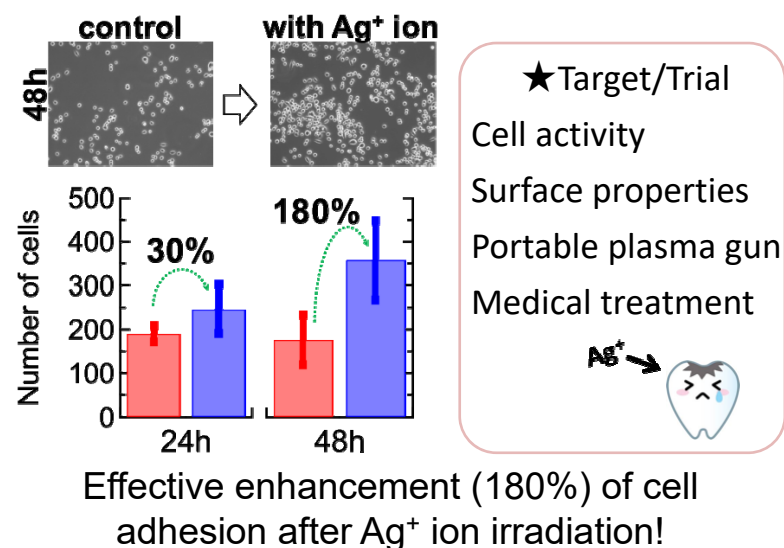 control
with Ag⁺ ion
48h
Number of cells
500
400
300
200
100
0
30%
180%
24h
48h
★Target/Trial
Cell activity
Surface properties
Portable plasma gun
Medical treatment
Ag⁺
Effective enhancement (180%) of cell
adhesion after Ag⁺ ion irradiation!